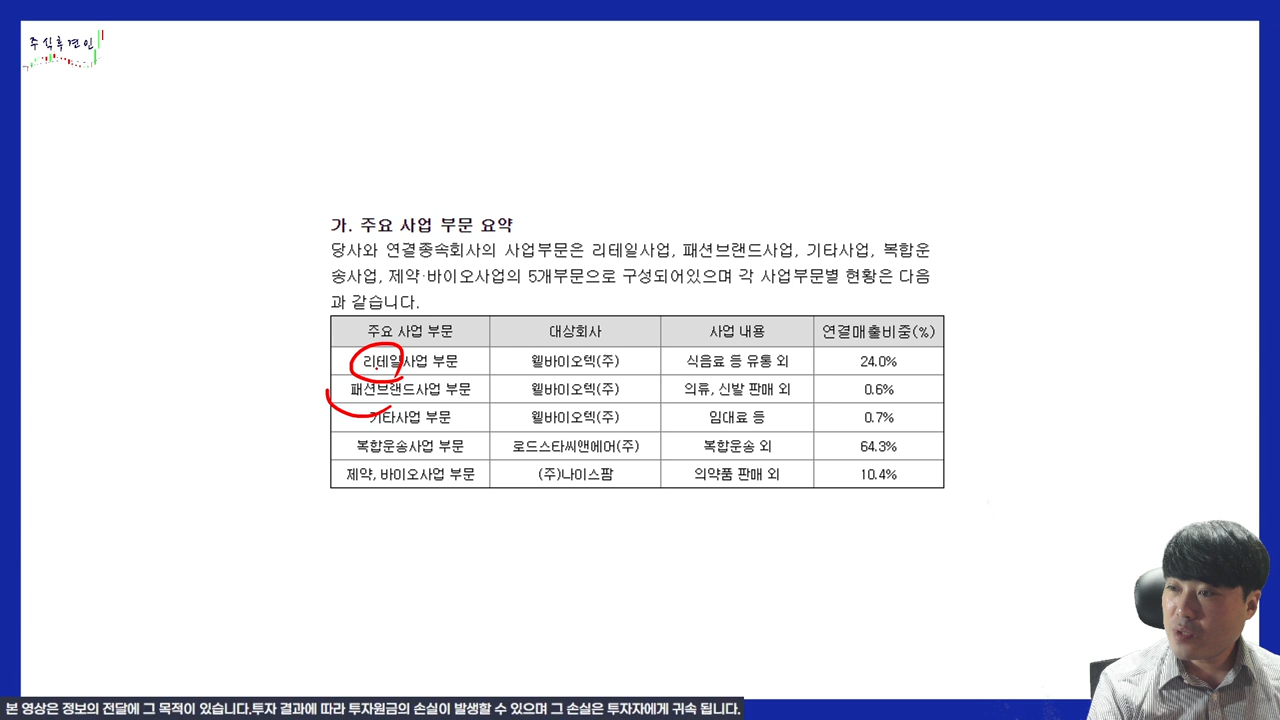 주식후견인
가. 주요 사업 부문 요약
당사와 연결종속회사의 사업부문은 리테일사업, 패션브랜드사업, 기타사업, 복합운
송사업, 제약·바이오사업의 5개부문으로 구성되어있으며 각 사업부문별 현황은 다음
과 같습니다.
주요 사업 부문 대상회사 사업 내용 연결매출비중(%)
리테일사업 부문 웰바이오텍(주) 식음료 등 유통 외 24.0%
패션브랜드사업 부문 웰바이오텍(주) 의류, 신발 판매 외 0.6%
기타사업 부문 웰바이오텍(주) 임대료 등 0.7%
복합운송사업 부문 로드스타씨앤에어(주) 복합운송 외 64.3%
제약, 바이오사업 부문 (주)나이스팜 의약품 판매 외 10.4%
본 영상은 정보의 전달에 그 목적이 있습니다.투자 결과에 따라 투자원금의 손실이 발생할 수 있으며 그 손실은 투자자에게 귀속 됩니다.